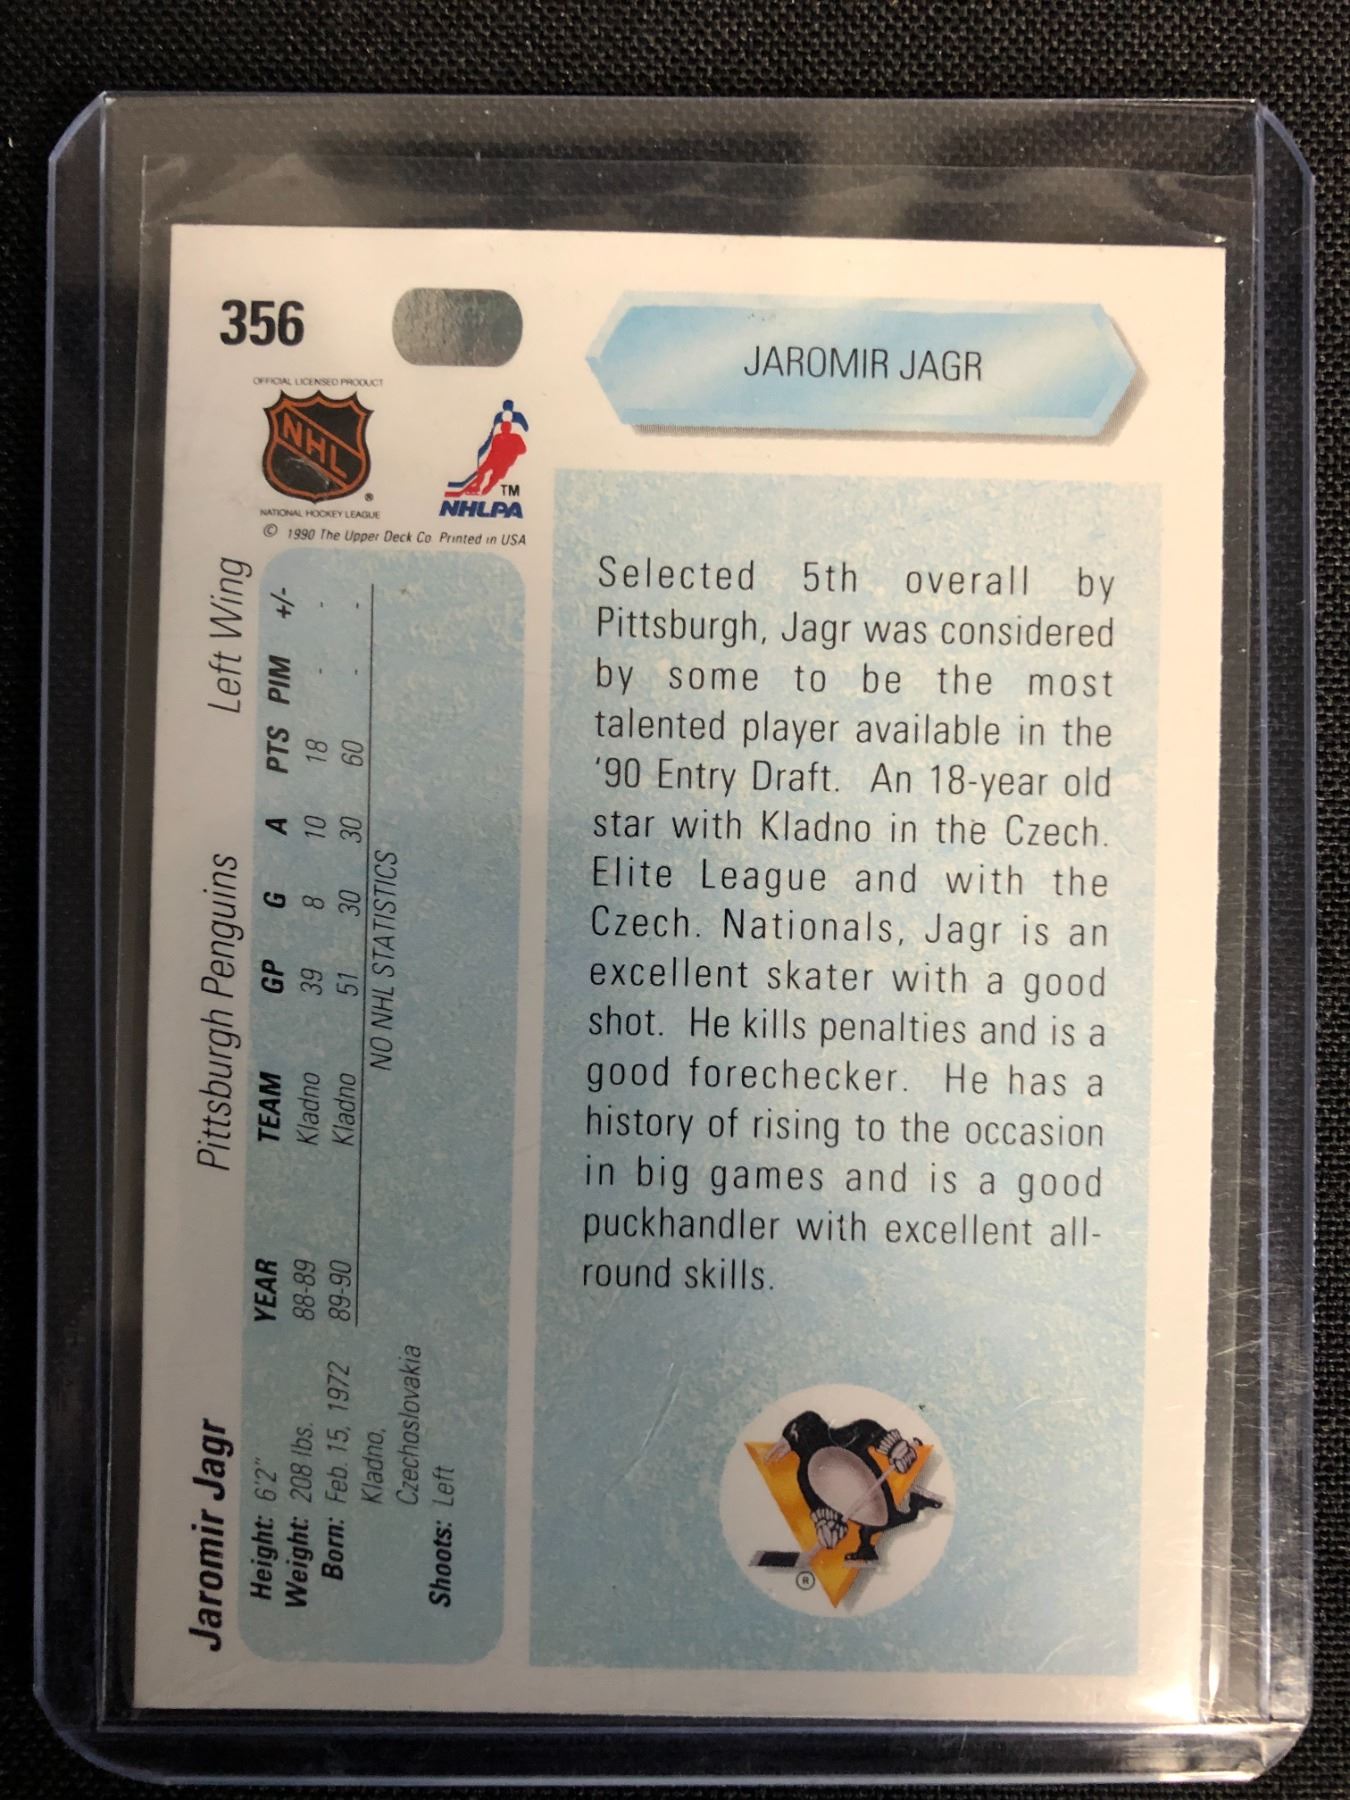 356
OFFICIAL LICENSED PRODUCT
NHL
®
NATIONAL HOCKEY LEAGUE
TM
NHLPA
© 1990 The Upper Deck Co. Printed in USA
JAROMIR JAGR
Selected 5th overall by
Pittsburgh, Jagr was considered
by some to be the most
talented player available in the
'90 Entry Draft. An 18-year old
star with Kladno in the Czech.
Elite League and with the
Czech. Nationals, Jagr is an
excellent skater with a good
shot. He kills penalties and is a
good forechecker. He has a
history of rising to the occasion
in big games and is a good
puckhandler with excellent all-
round skills.
®
Jaromir Jagr Pittsburgh Penguins Left Wing
Height: 6'2"
Weight: 208 lbs.
Born: Feb. 15, 1972
Kladno,
Czechoslovakia
Shoots: Left
YEAR TEAM GP G A PTS PIM +/-
88-89 Kladno 39 8 10 18 - -
89-90 Kladno 51 30 30 60 - -
NO NHL STATISTICS